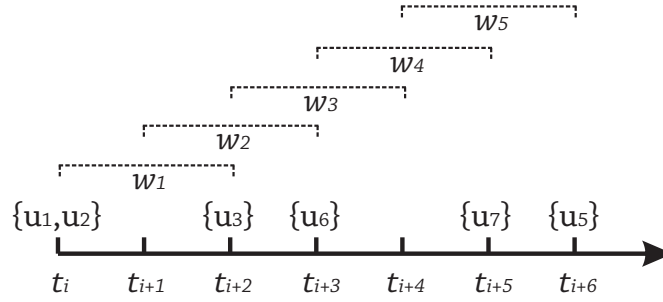 w5
w4
w3
w2
w1
{u1,u2} {u3} {u6} {u7} {u5}
ti ti+1 ti+2 ti+3 ti+4 ti+5 ti+6